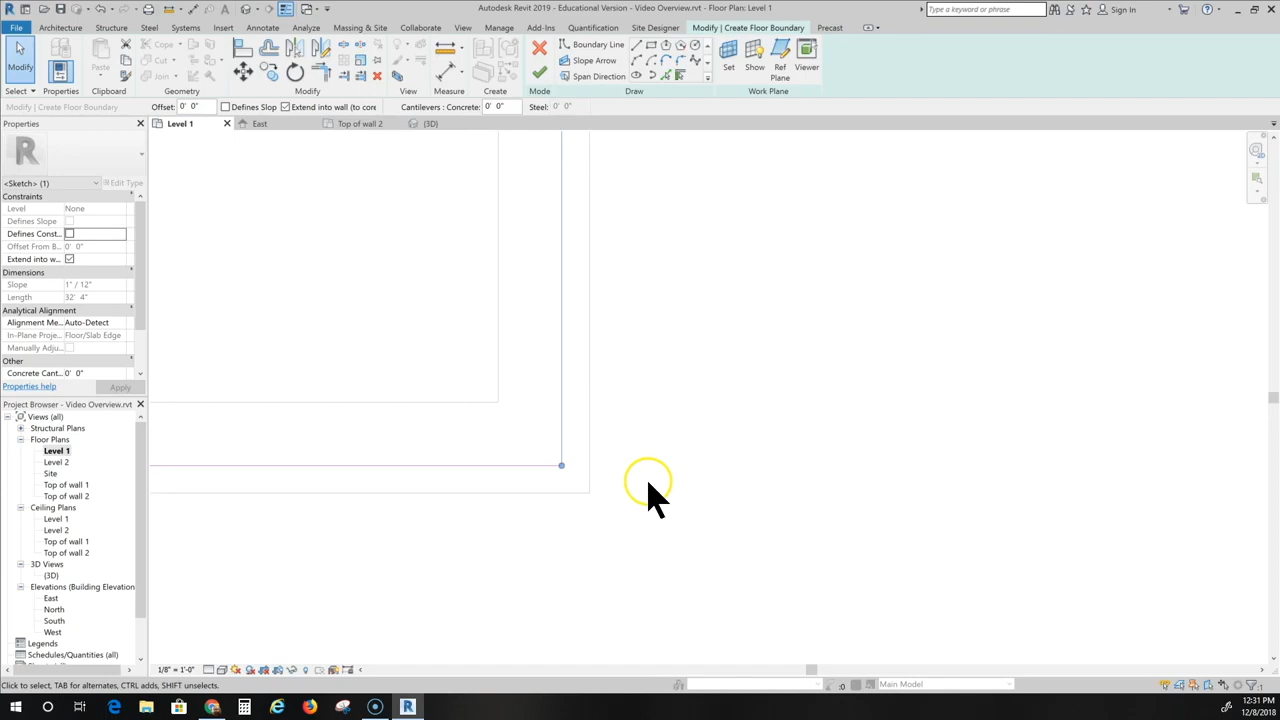 Autodesk Revit 2019 - Educational Version - Video Overview.rvt - Floor Plan: Level 1
Type a keyword or phrase
Sign In
File Architecture Structure Steel Systems Insert Annotate Analyze Massing & Site Collaborate View Manage Add-Ins Quantification Site Designer Modify | Create Floor Boundary Precast
Modify
Paste
Cope
Cut
Join
Boundary Line
Slope Arrow
Span Direction
Set Show Ref Plane Viewer
Select Properties Clipboard Geometry Modify View Measure Create Mode Draw Work Plane
Modify | Create Floor Boundary Offset: 0' 0" Defines Slop Extend into wall (to core Cantilevers : Concrete: 0' 0" Steel: 0' 0"
Properties
Level 1 East Top of wall 2 {3D}
R
<Sketch> (1) Edit Type
Constraints
Level None
Defines Slope
Defines Const...
Offset From B... 0' 0"
Extend into w...
Dimensions
Slope 1" / 12"
Length 32' 4"
Analytical Alignment
Alignment Me... Auto-Detect
In-Plane Proje... Floor/Slab Edge
Manually Adju...
Other
Concrete Cant... 0' 0"
Properties help Apply
Project Browser - Video Overview.rvt
Views (all)
Structural Plans
Floor Plans
Level 1
Level 2
Site
Top of wall 1
Top of wall 2
Ceiling Plans
Level 1
Level 2
Top of wall 1
Top of wall 2
3D Views
{3D}
Elevations (Building Elevation
East
North
South
West
Legends
Schedules/Quantities (all)
1/8" = 1'-0"
Click to select, TAB for alternates, CTRL adds, SHIFT unselects.
:0
Main Model
:1
12:31 PM
12/8/2018